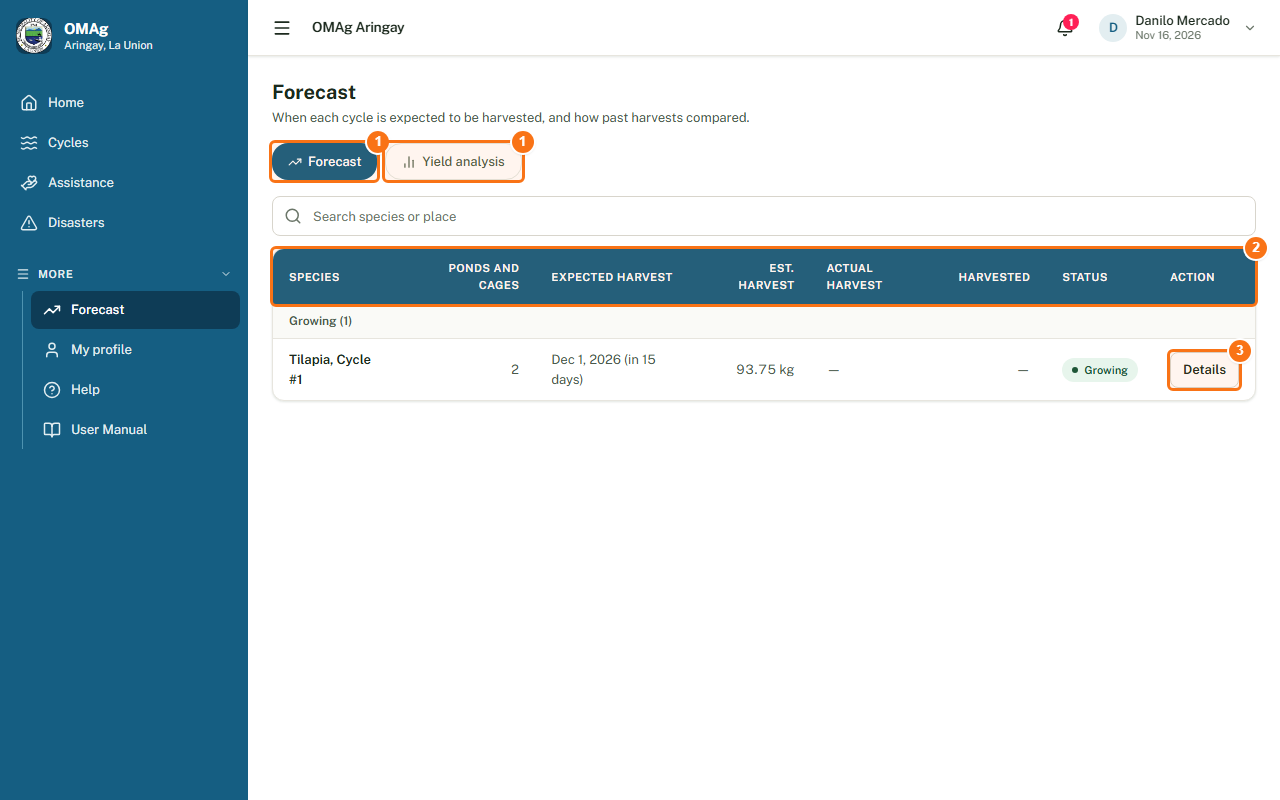 OMAg
Aringay, La Union
Home
Cycles
Assistance
Disasters
MORE
Forecast
My profile
Help
User Manual
OMAg Aringay
1
D
Danilo Mercado
Nov 16, 2026
Forecast
When each cycle is expected to be harvested, and how past harvests compared.
1
Forecast
1
Yield analysis
Search species or place
2
SPECIES
PONDS AND
CAGES
EXPECTED HARVEST
EST.
HARVEST
ACTUAL
HARVEST
HARVESTED
STATUS
ACTION
Growing (1)
Tilapia, Cycle
#1
2
Dec 1, 2026 (in 15
days)
93.75 kg
—
—
Growing
3
Details